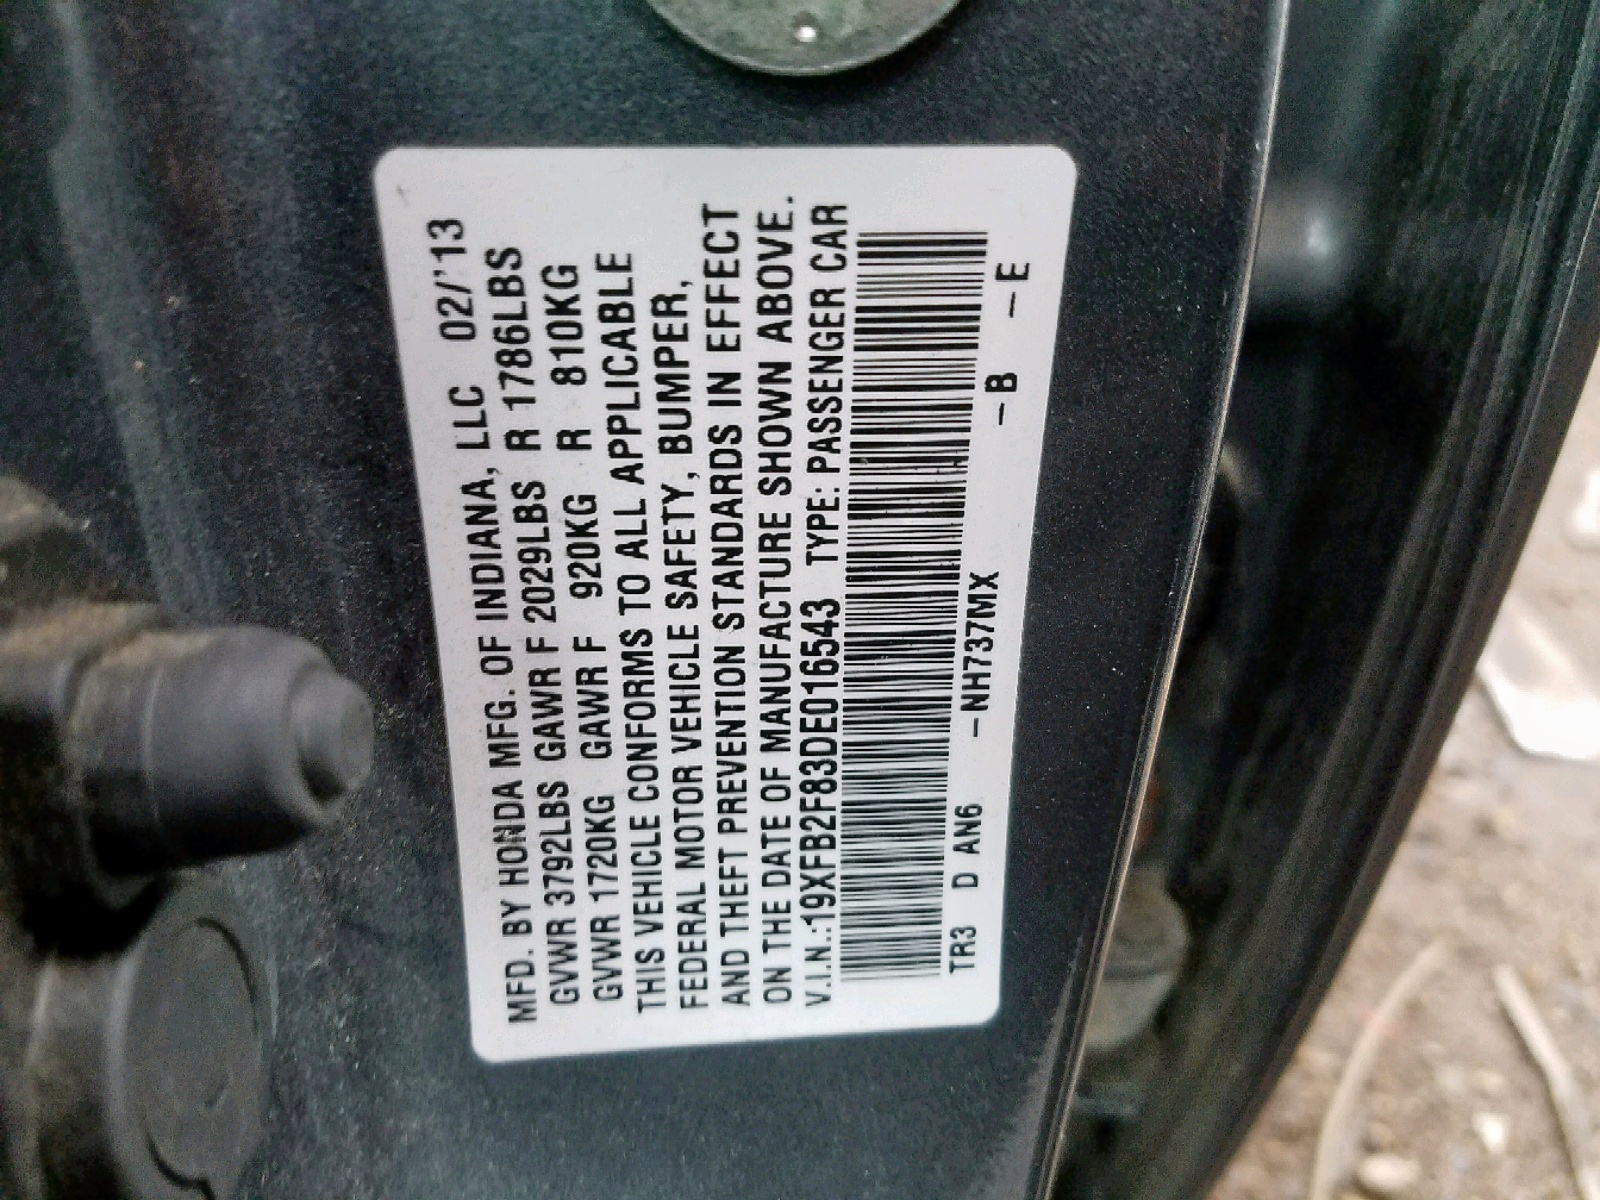 MFD. BY HONDA MFG. OF INDIANA, LLC 02/'13
GVWR 3792LBS GAWR F 2029LBS R 1786LBS
GVWR 1720KG GAWR F 920KG R 810KG
THIS VEHICLE CONFORMS TO ALL APPLICABLE
FEDERAL MOTOR VEHICLE SAFETY, BUMPER,
AND THEFT PREVENTION STANDARDS IN EFFECT
ON THE DATE OF MANUFACTURE SHOWN ABOVE.
V.I.N.:19XFB2F83DE016543 TYPE: PASSENGER CAR
TR3 D AN6 -NH737MX -B -E